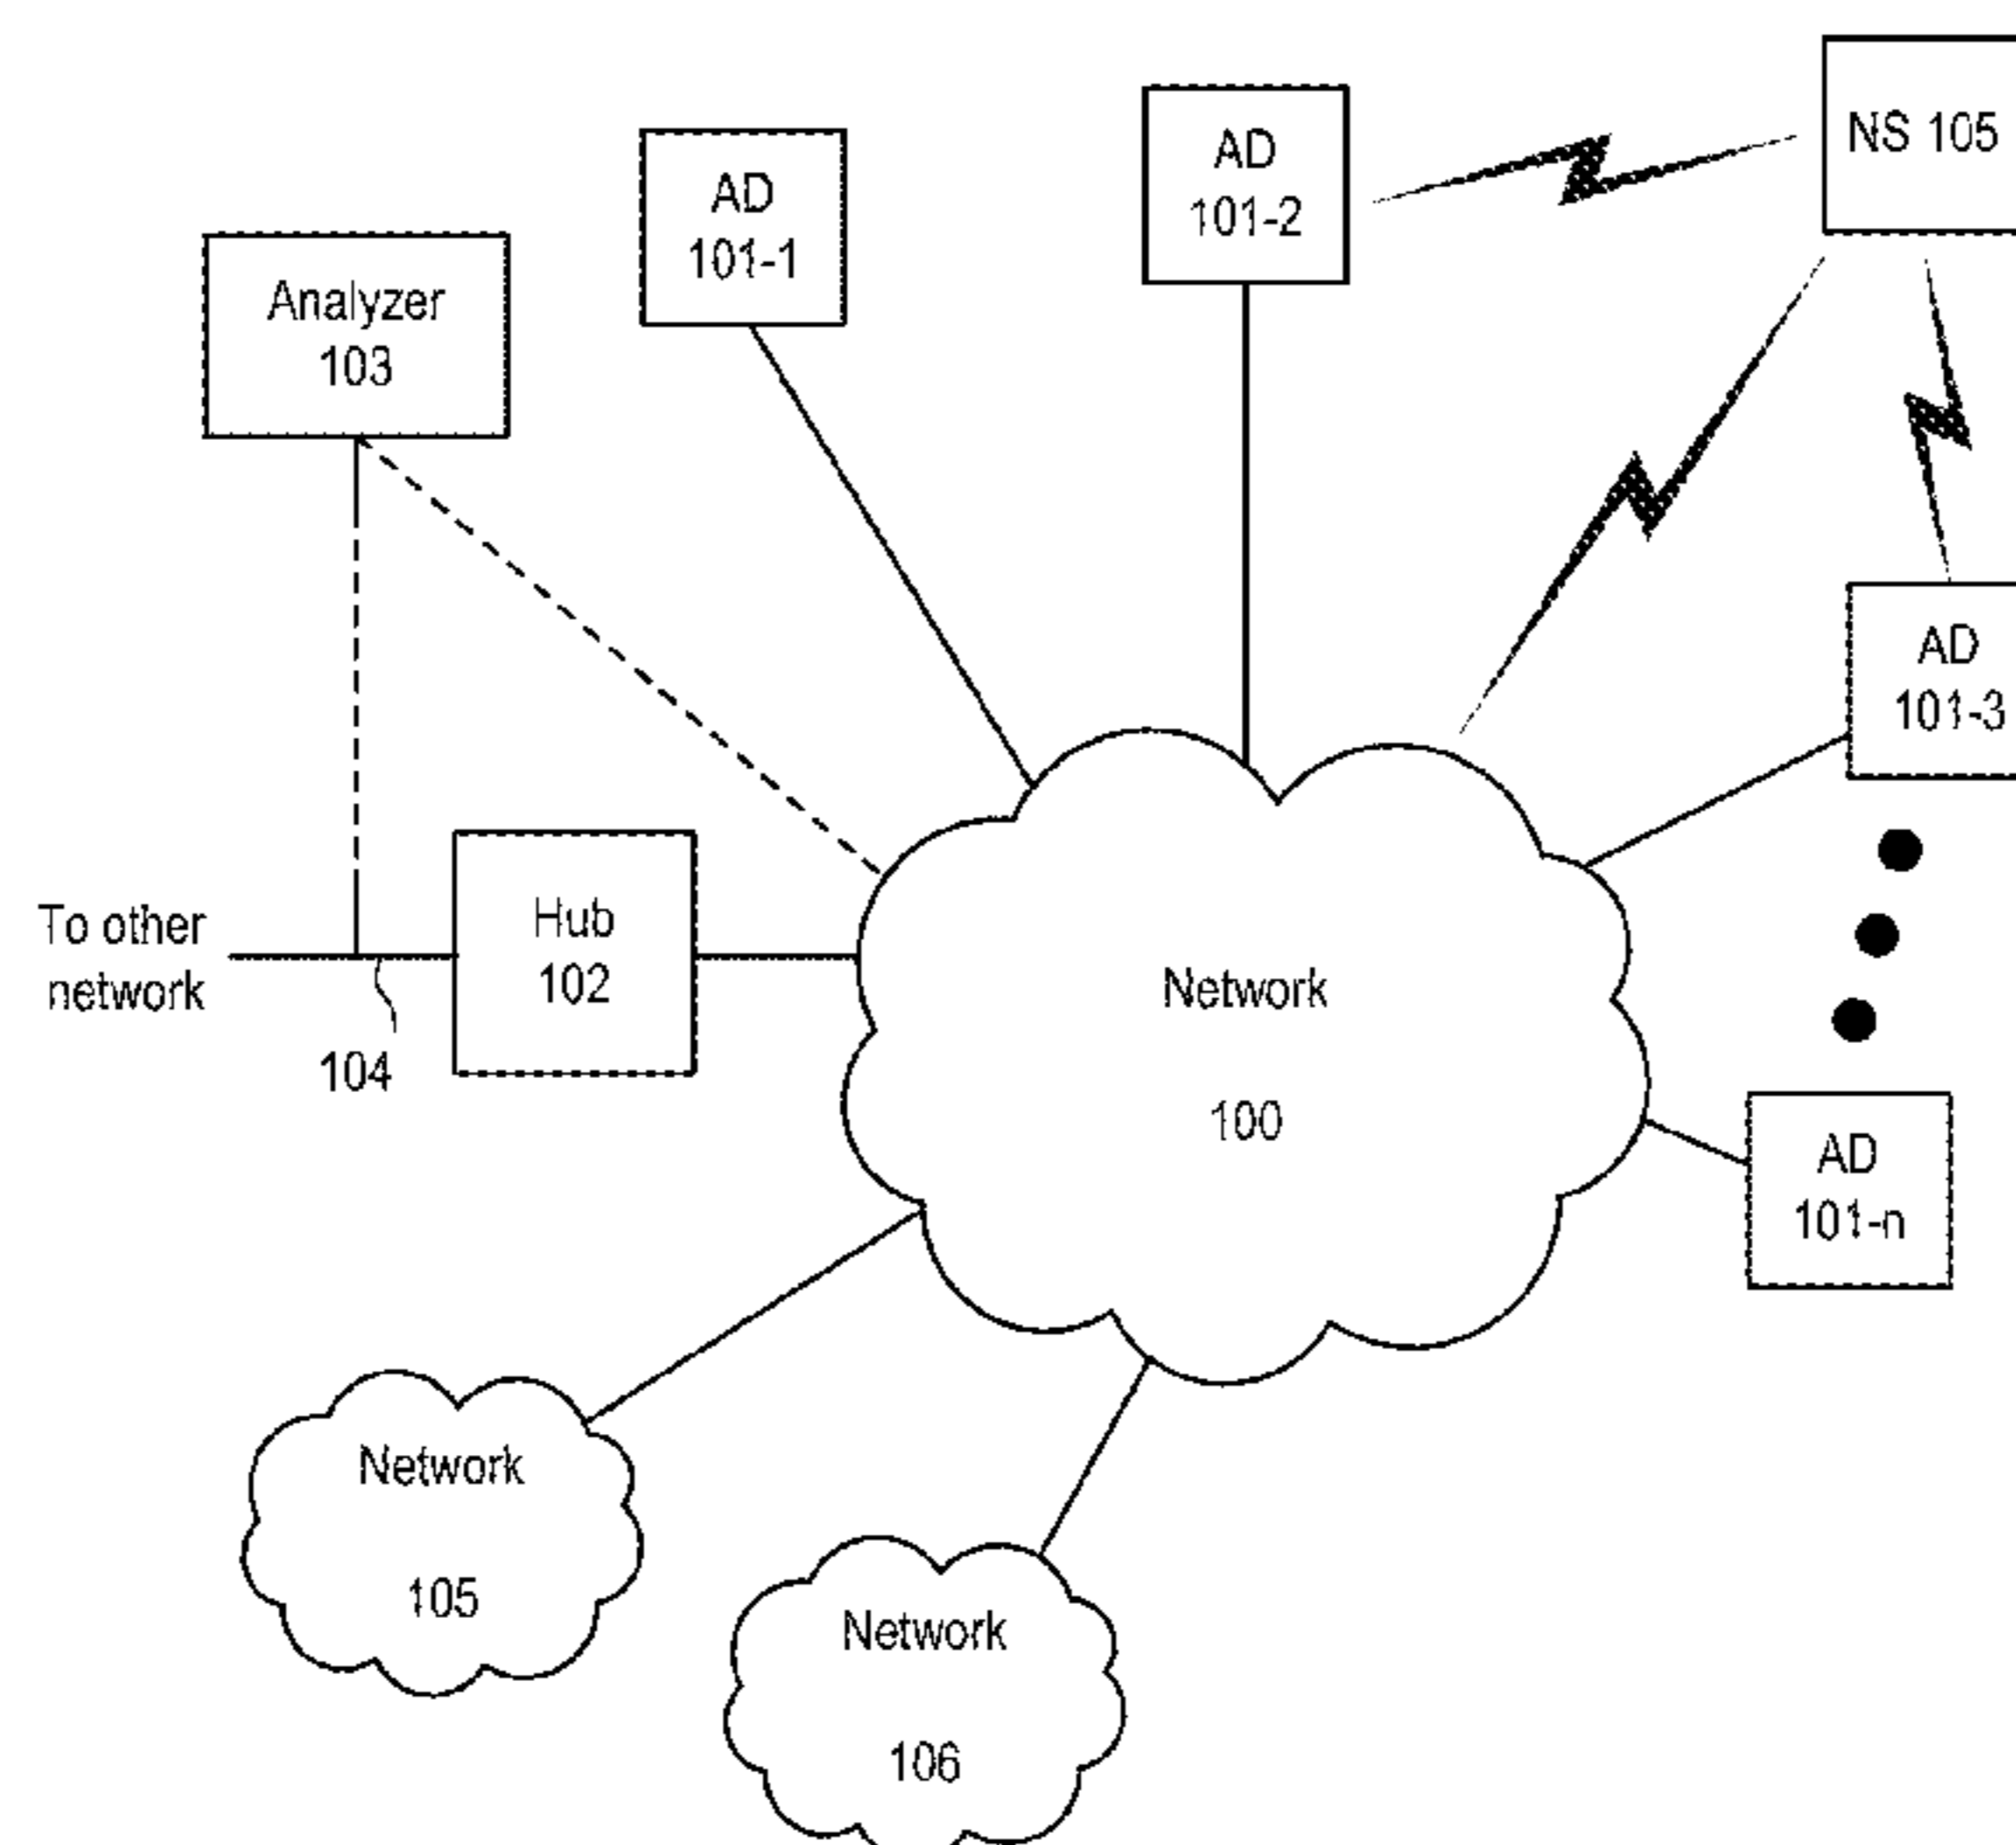 NS 105
AD
101-2
AD
101-1
Analyzer
103
AD
101-3
To other
network
Hub
102
104
Network
100
AD
101-n
Network
105
Network
106